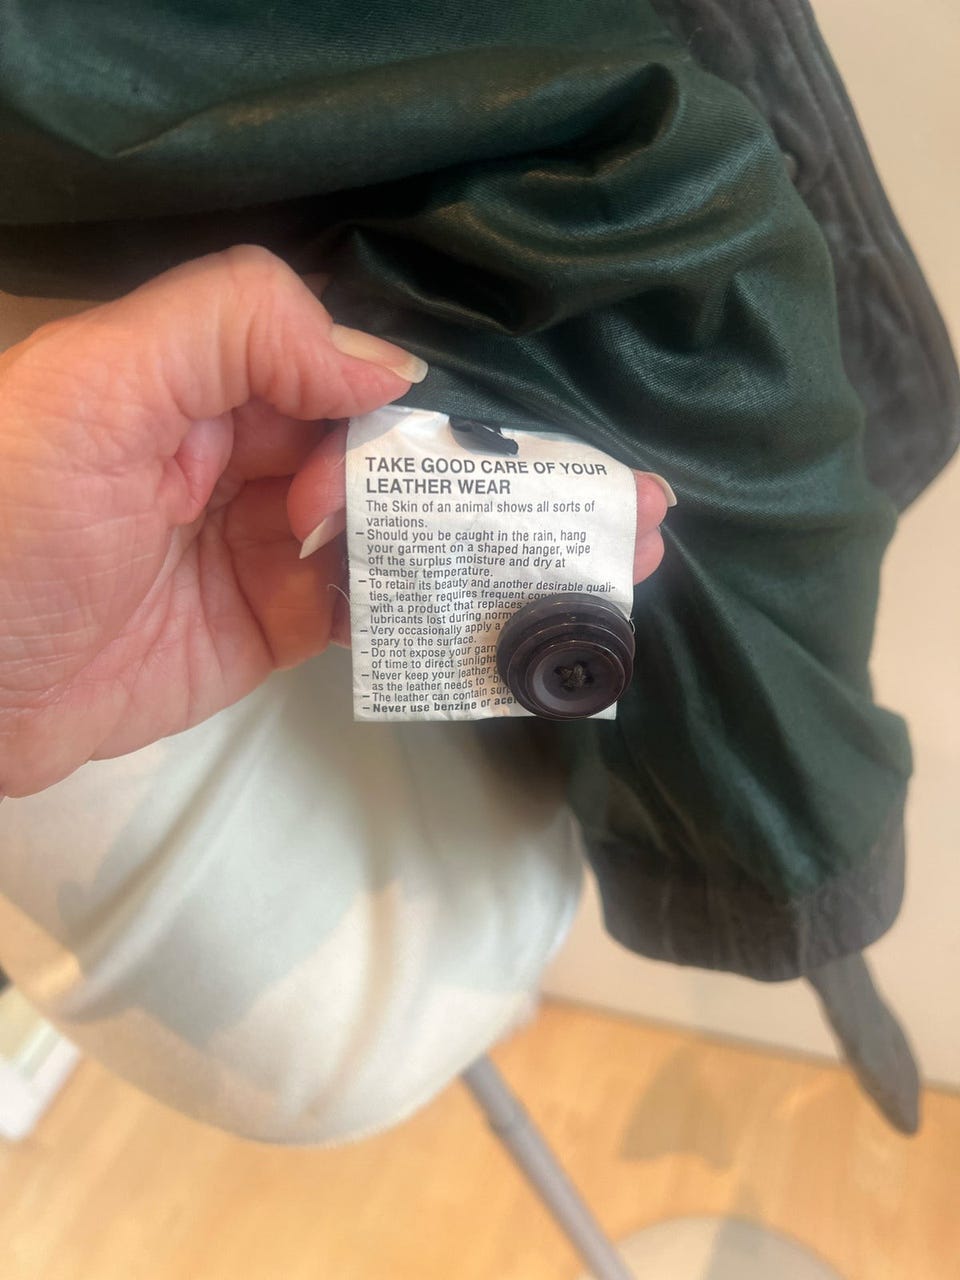 TAKE GOOD CARE OF YOUR
LEATHER WEAR
The Skin of an animal shows all sorts of
variations.
– Should you be caught in the rain, hang
your garment on a shaped hanger, wipe
off the surplus moisture and dry at
chamber temperature.
– To retain its beauty and another desirable quali-
ties, leather requires frequent
with a product that replaces
lubricants lost during
– Very occasionally apply a
spary to the surface.
– Do not expose your
of time to direct sunlight
– Never keep your leather
as the leather needs to
– The leather can contain
– Never use benzine or